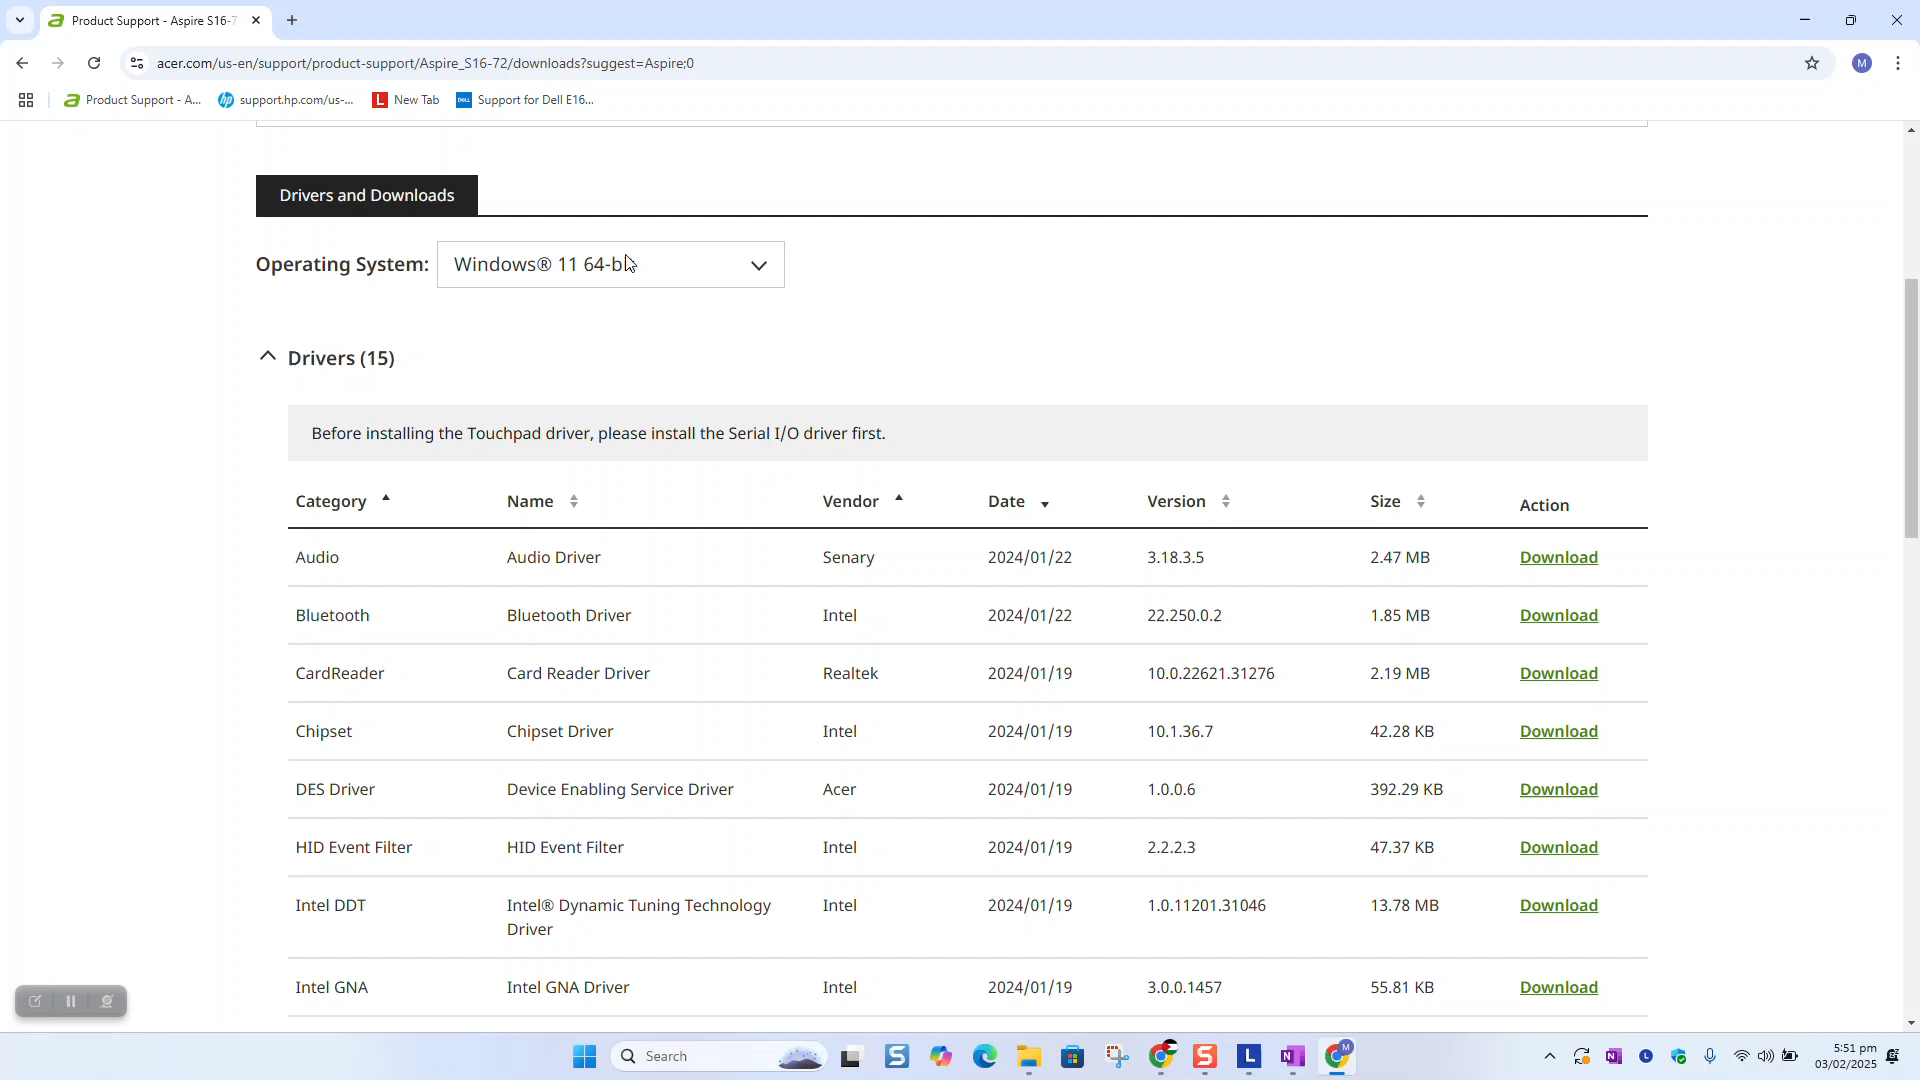 Product Support - Aspire S16-7
acer.com/us-en/support/product-support/Aspire_S16-72/downloads?suggest=Aspire;0
M
Product Support - A...
support.hp.com/us-...
L New Tab
DELL Support for Dell E16...
Drivers and Downloads
Operating System: Windows® 11 64-bi
Drivers (15)
Before installing the Touchpad driver, please install the Serial I/O driver first.
Category Name Vendor Date Version Size Action
Audio Audio Driver Senary 2024/01/22 3.18.3.5 2.47 MB Download
Bluetooth Bluetooth Driver Intel 2024/01/22 22.250.0.2 1.85 MB Download
CardReader Card Reader Driver Realtek 2024/01/19 10.0.22621.31276 2.19 MB Download
Chipset Chipset Driver Intel 2024/01/19 10.1.36.7 42.28 KB Download
DES Driver Device Enabling Service Driver Acer 2024/01/19 1.0.0.6 392.29 KB Download
HID Event Filter HID Event Filter Intel 2024/01/19 2.2.2.3 47.37 KB Download
Intel DDT Intel® Dynamic Tuning Technology Intel 2024/01/19 1.0.11201.31046 13.78 MB Download
Driver
Intel GNA Intel GNA Driver Intel 2024/01/19 3.0.0.1457 55.81 KB Download
Search
5:51 pm
03/02/2025